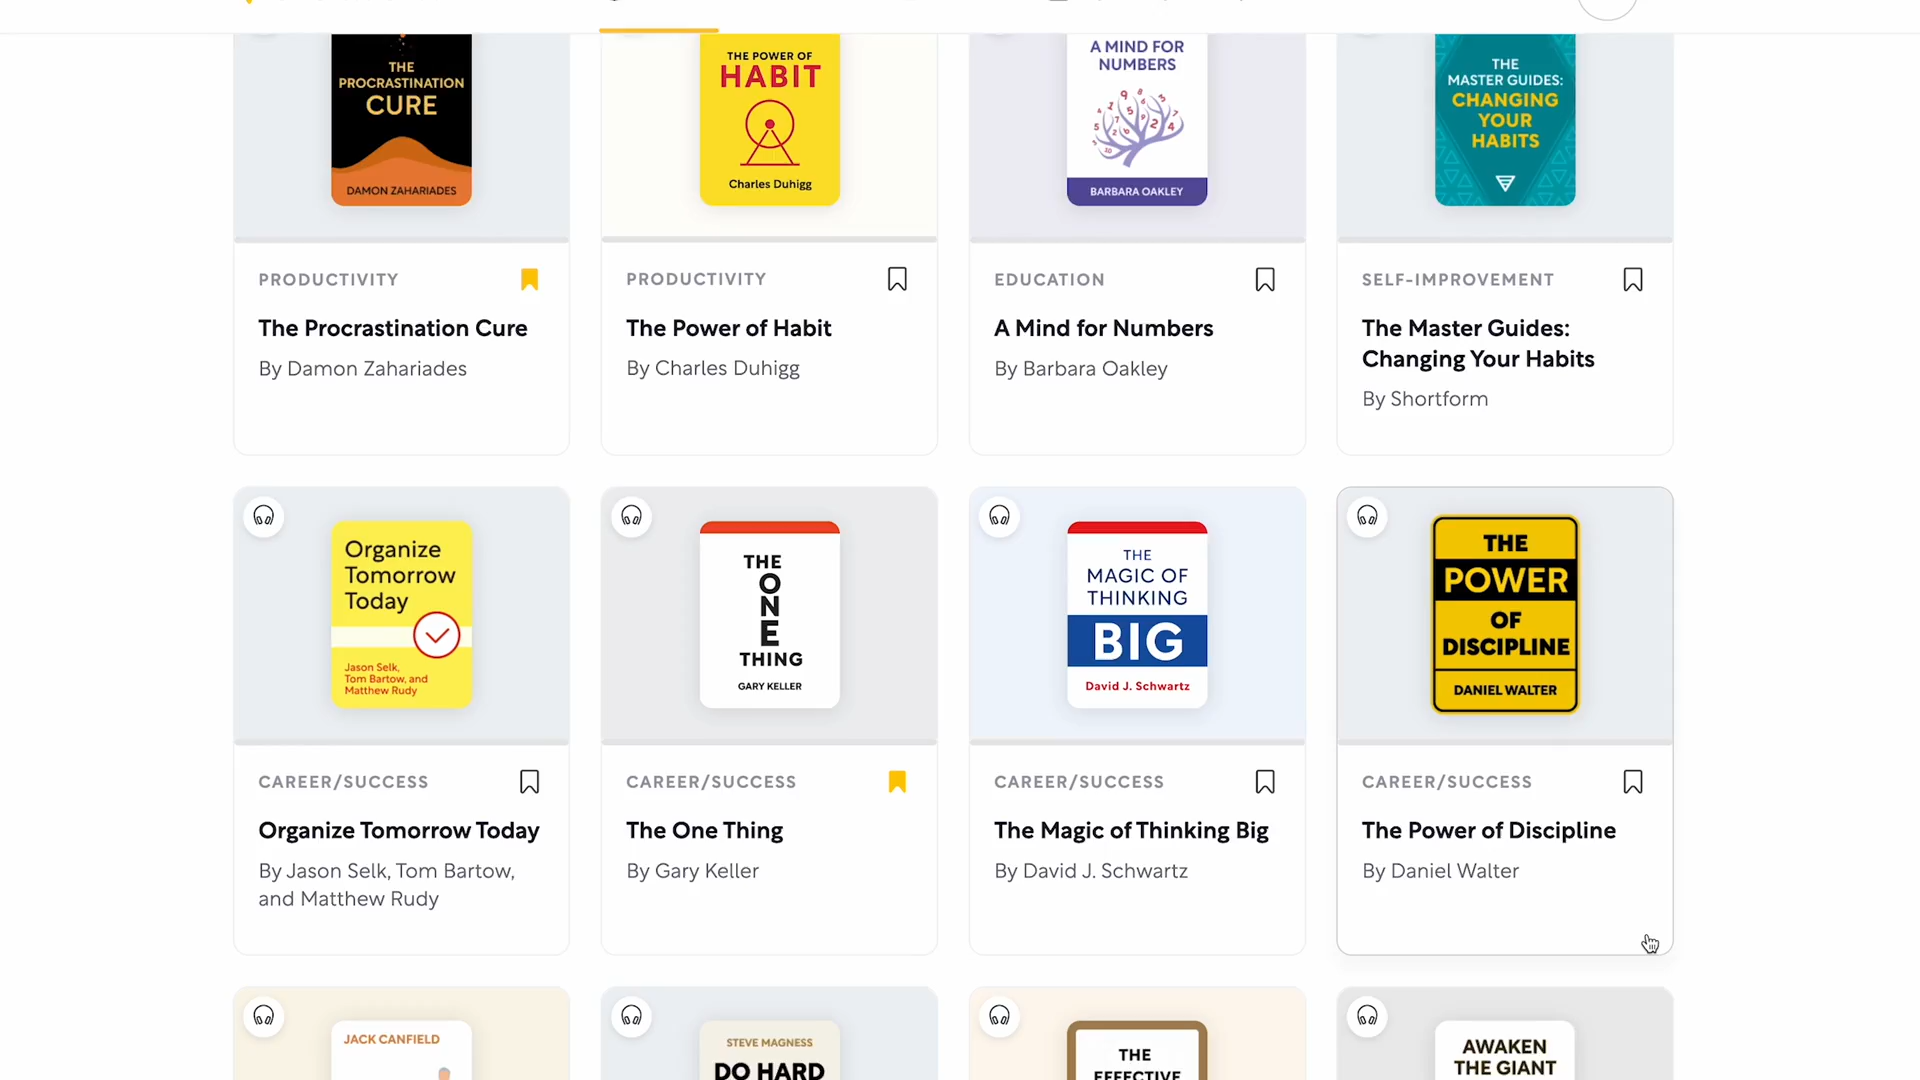 THE
PROCRASTINATION
CURE
DAMON ZAHARIADES
THE POWER OF
HABIT
Charles Duhigg
A MIND FOR
NUMBERS
BARBARA OAKLEY
THE
MASTER GUIDES:
CHANGING
YOUR
HABITS
PRODUCTIVITY
The Procrastination Cure
By Damon Zahariades
PRODUCTIVITY
The Power of Habit
By Charles Duhigg
EDUCATION
A Mind for Numbers
By Barbara Oakley
SELF-IMPROVEMENT
The Master Guides:
Changing Your Habits
By Shortform
Organize
Tomorrow
Today
Jason Selk,
Tom Bartow, and
Matthew Rudy
THE
ONE
THING
GARY KELLER
THE
MAGIC OF
THINKING
BIG
David J. Schwartz
THE
POWER
OF
DISCIPLINE
DANIEL WALTER
CAREER/SUCCESS
Organize Tomorrow Today
By Jason Selk, Tom Bartow,
and Matthew Rudy
CAREER/SUCCESS
The One Thing
By Gary Keller
CAREER/SUCCESS
The Magic of Thinking Big
By David J. Schwartz
CAREER/SUCCESS
The Power of Discipline
By Daniel Walter
JACK CANFIELD
STEVE MAGNESS
DO HARD
THE
EFFECTIVE
AWAKEN
THE GIANT